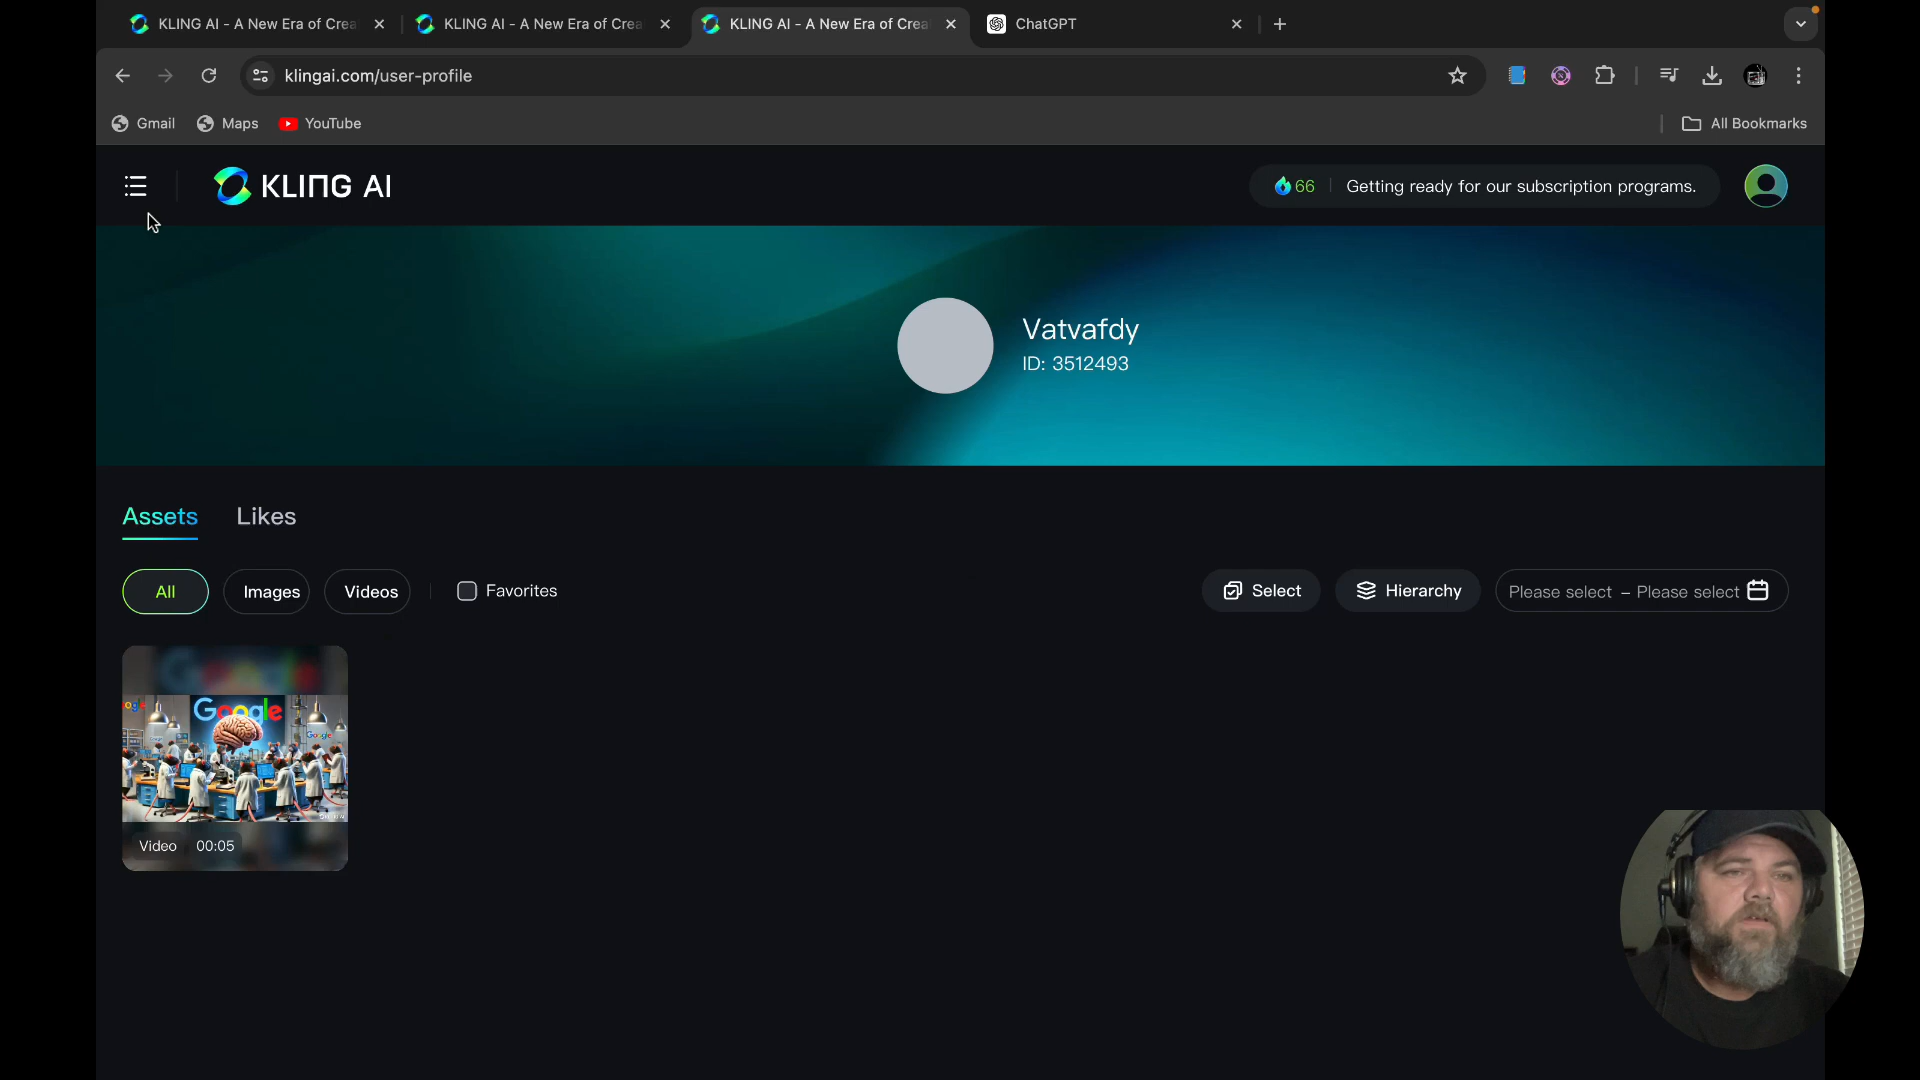 KLING AI - A New Era of Crea
KLING AI - A New Era of Crea
KLING AI - A New Era of Crea
ChatGPT
klingai.com/user-profile
Gmail
Maps
YouTube
All Bookmarks
KLING AI
66
Getting ready for our subscription programs.
Vatvafdy
ID: 3512493
Assets
Likes
All
Images
Videos
Favorites
Select
Hierarchy
Please select – Please select
Google
Google
Video 00:05